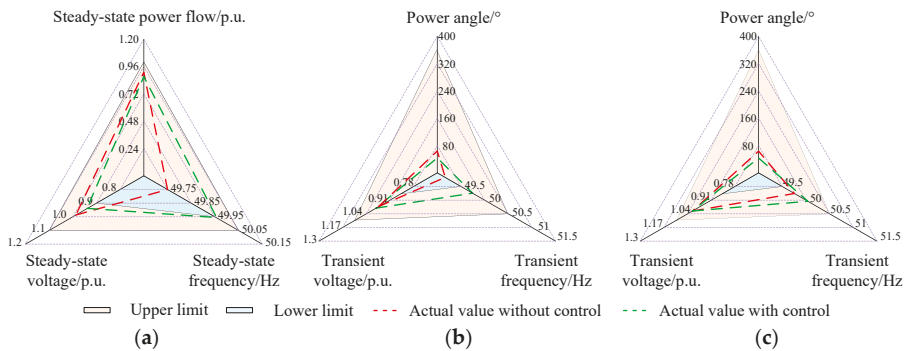 Steady-state power flow/p.u.
1.20
0.96
0.72
0.48
0.24
0.8
0.9
1.0
1.1
1.2
49.75
49.85
49.95
50.05
50.15
Steady-state
voltage/p.u.
Steady-state
frequency/Hz
Power angle/°
400
320
240
160
80
0.78
0.91
1.04
1.17
1.3
49.5
50
50.5
51
51.5
Transient
voltage/p.u.
Transient
frequency/Hz
Power angle/°
400
320
240
160
80
0.78
0.91
1.04
1.17
1.3
49.5
50
50.5
51
51.5
Transient
voltage/p.u.
Transient
frequency/Hz
Upper limit Lower limit Actual value without control Actual value with control
(a) (b) (c)